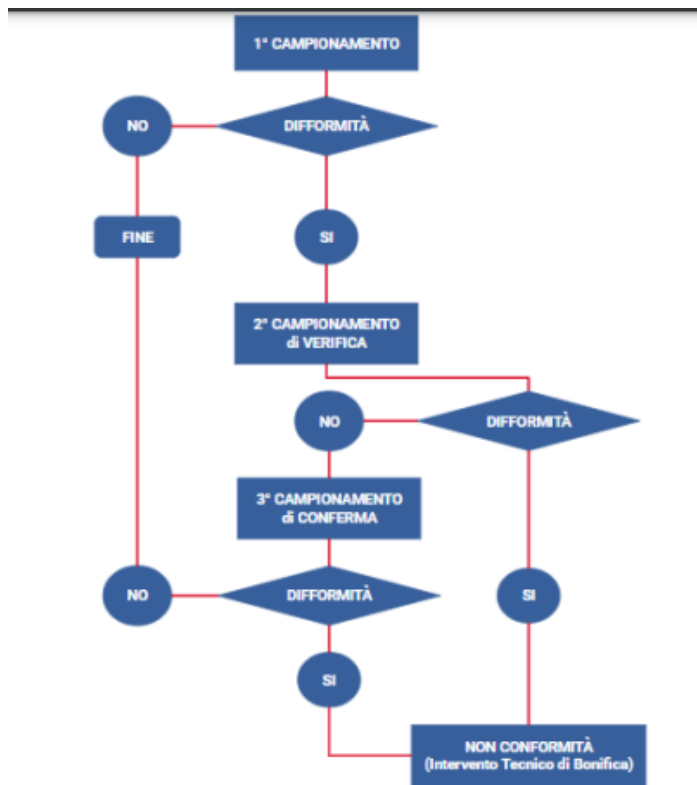 1° CAMPIONAMENTO
NO
DIFFORMITÀ
FINE
SI
2° CAMPIONAMENTO
di VERIFICA
NO
DIFFORMITÀ
3° CAMPIONAMENTO
di CONFERMA
NO
DIFFORMITÀ
SI
SI
NON CONFORMITÀ
(Intervento Tecnico di Bonifica)